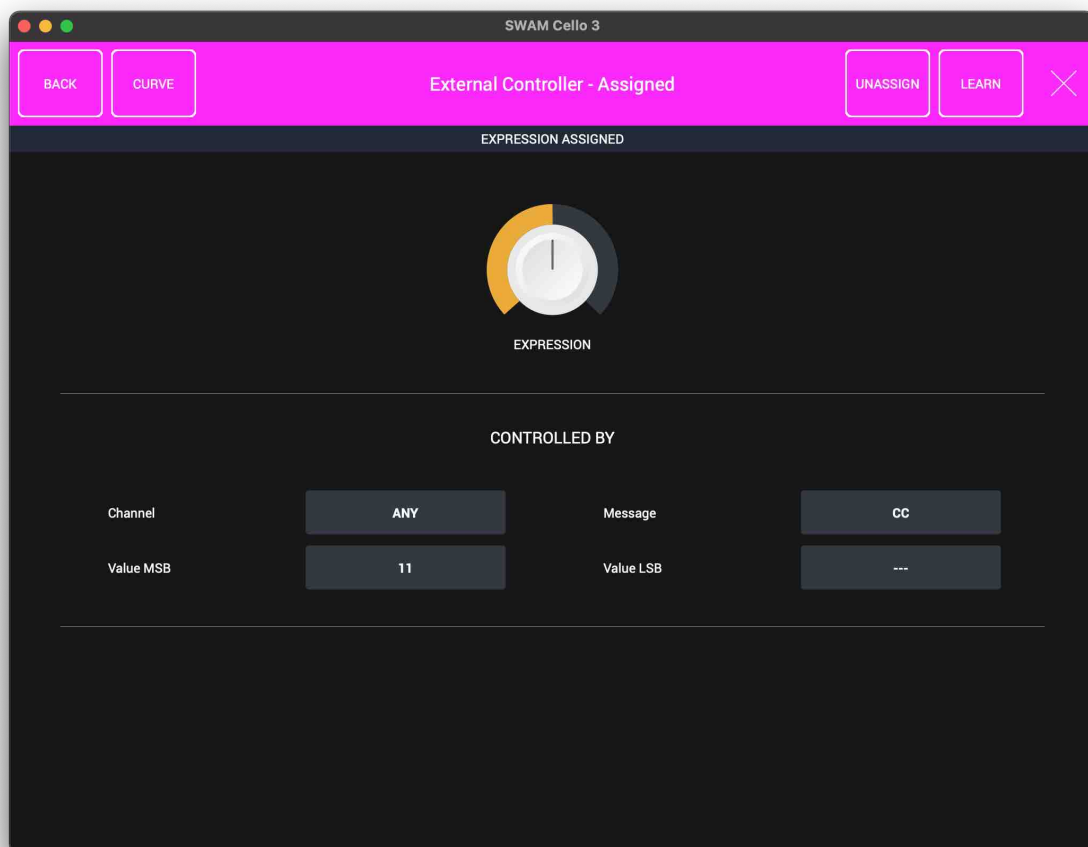 SWAM Cello 3
BACK
CURVE
External Controller - Assigned
UNASSIGN
LEARN
EXPRESSION ASSIGNED
EXPRESSION
CONTROLLED BY
Channel
ANY
Message
CC
Value MSB
11
Value LSB
---